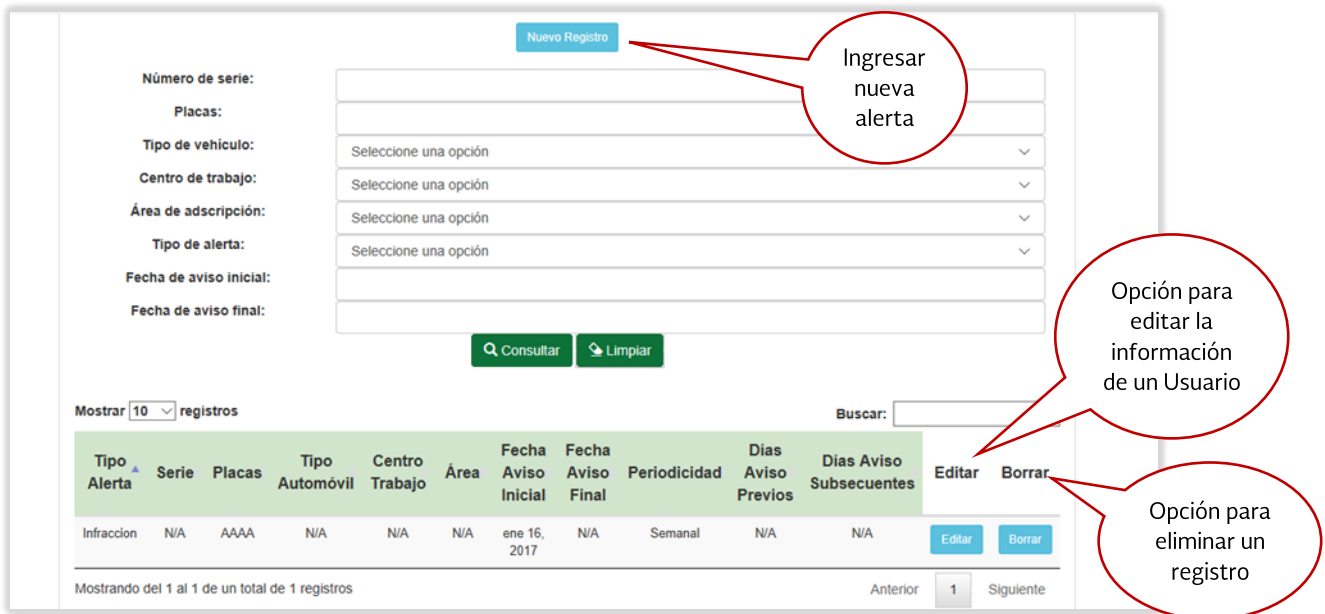 Nuevo Registro
Ingresar
nueva
alerta
Número de serie:
Placas:
Tipo de vehículo:
Seleccione una opción
Centro de trabajo:
Seleccione una opción
Área de adscripción:
Seleccione una opción
Tipo de alerta:
Seleccione una opción
Fecha de aviso inicial:
Fecha de aviso final:
Consultar
Limpiar
Opción para
editar la
información
de un Usuario
Mostrar 10 registros
Buscar:
Tipo Alerta Serie Placas Tipo Automóvil Centro Trabajo Área Fecha Aviso Inicial Fecha Aviso Final Periodicidad Dias Aviso Previos Dias Aviso Subsecuentes Editar Borrar
Infraccion N/A AAAA N/A N/A N/A ene 16, 2017 N/A Semanal N/A N/A Editar Borrar
Opción para
eliminar un
registro
Mostrando del 1 al 1 de un total de 1 registros
Anterior 1 Siguiente